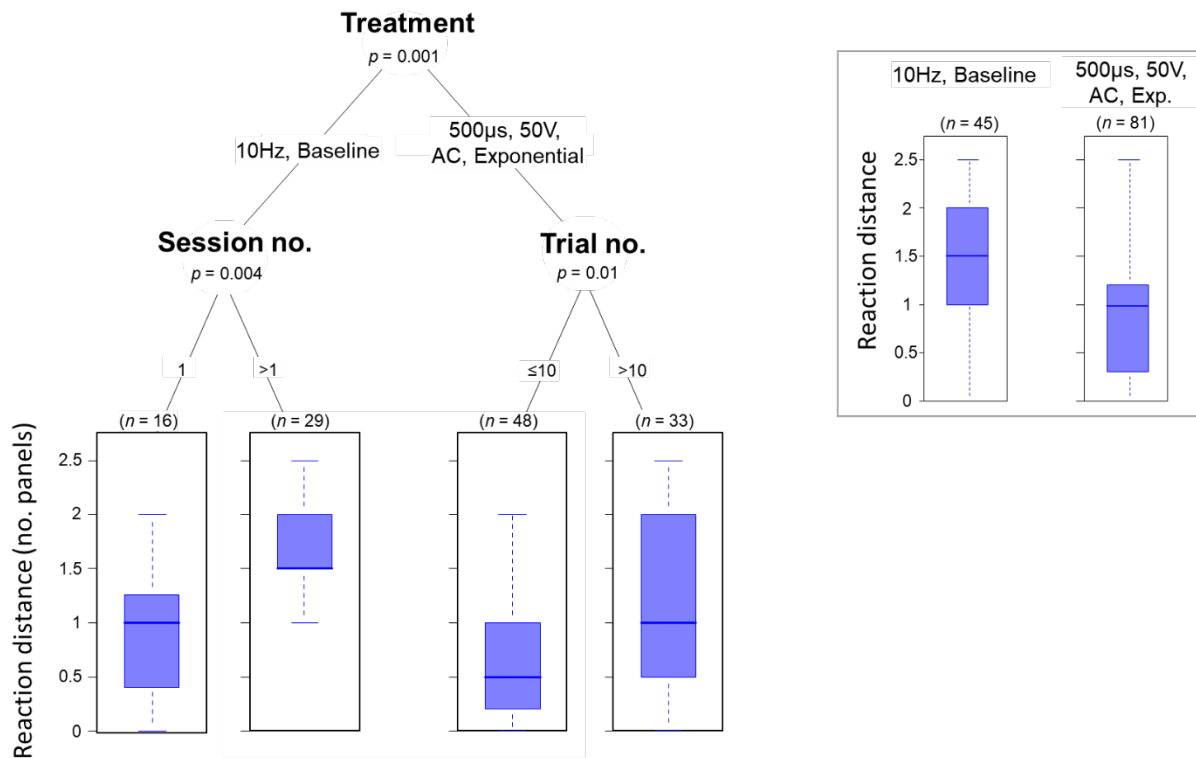 Treatment
p = 0.001
10Hz, Baseline
500µs, 50V,
AC, Exponential
Session no.
p = 0.004
Trial no.
p = 0.01
1
>1
≤10
>10
(n = 16)
(n = 29)
(n = 48)
(n = 33)
Reaction distance (no. panels)
2.5
2
1.5
1
0.5
0
10Hz, Baseline
500µs, 50V,
AC, Exp.
(n = 45)
(n = 81)
Reaction distance
2.5
2
1.5
1
0.5
0